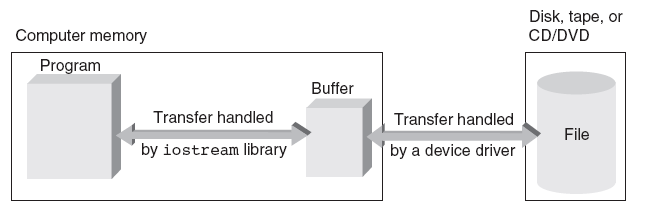 Disk, tape, or
CD/DVD
Computer memory
Program
Buffer
Transfer handled
by iostream library
Transfer handled
by a device driver
File